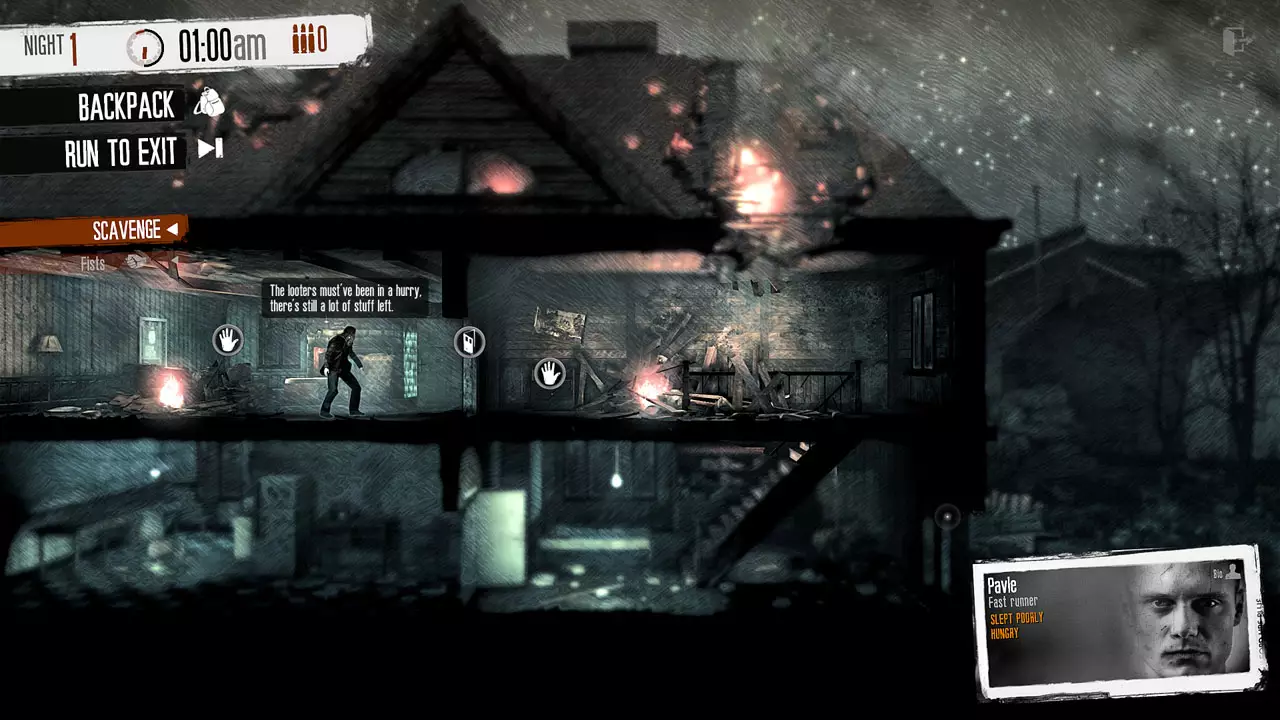 NIGHT 1 01:00am 0
BACKPACK
RUN TO EXIT
SCAVENGE
Fists
The looters must've been in a hurry,
there's still a lot of stuff left.
Pavle
Bio
Fast runner
SLEPT POORLY
HUNGRY